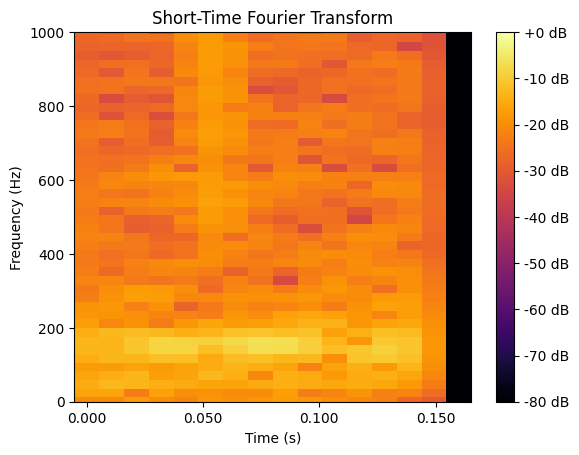 Short-Time Fourier Transform
1000
800
600
400
200
0
Frequency (Hz)
0.000
0.050
0.100
0.150
Time (s)
+0 dB
-10 dB
-20 dB
-30 dB
-40 dB
-50 dB
-60 dB
-70 dB
-80 dB